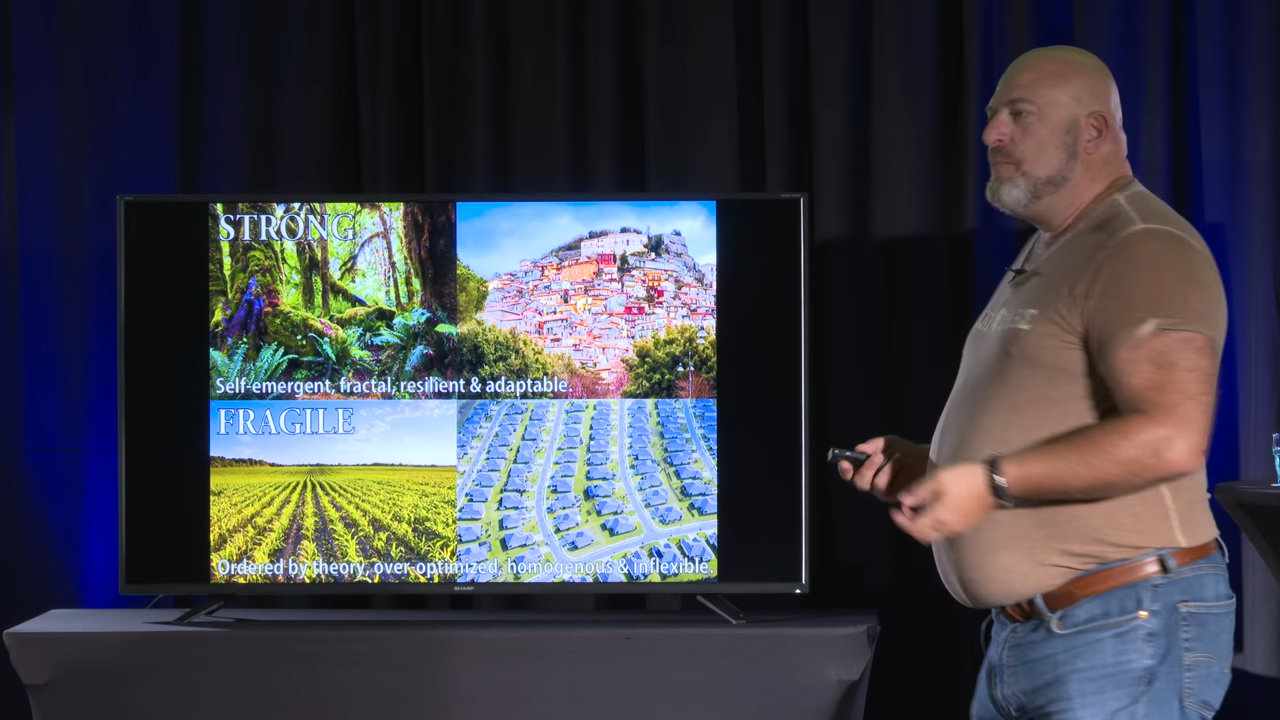 STRONG
Self-emergent, fractal, resilient & adaptable.
FRAGILE
Ordered by theory, over-optimized, homogenous & inflexible.
SHARP